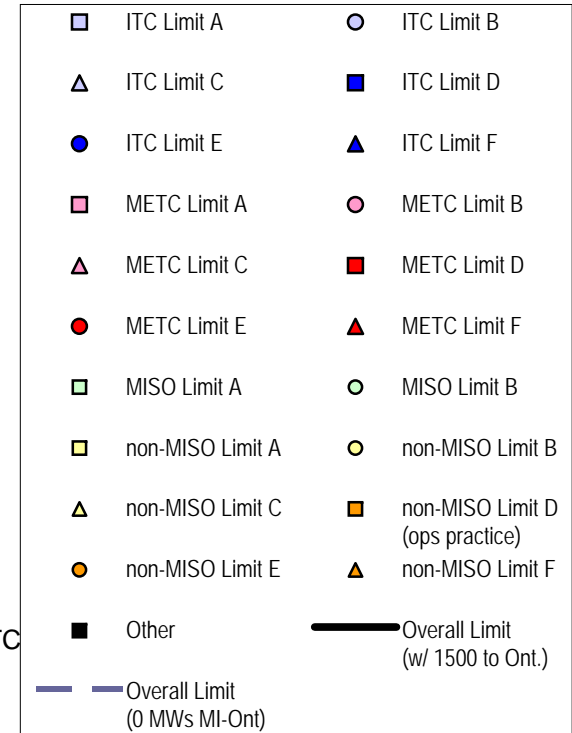 ITC Limit A ITC Limit B
ITC Limit C ITC Limit D
ITC Limit E ITC Limit F
METC Limit A METC Limit B
METC Limit C METC Limit D
METC Limit E METC Limit F
MISO Limit A MISO Limit B
non-MISO Limit A non-MISO Limit B
non-MISO Limit C non-MISO Limit D
(ops practice)
non-MISO Limit E non-MISO Limit F
Other Overall Limit
(w/ 1500 to Ont.)
Overall Limit
(0 MWs MI-Ont)